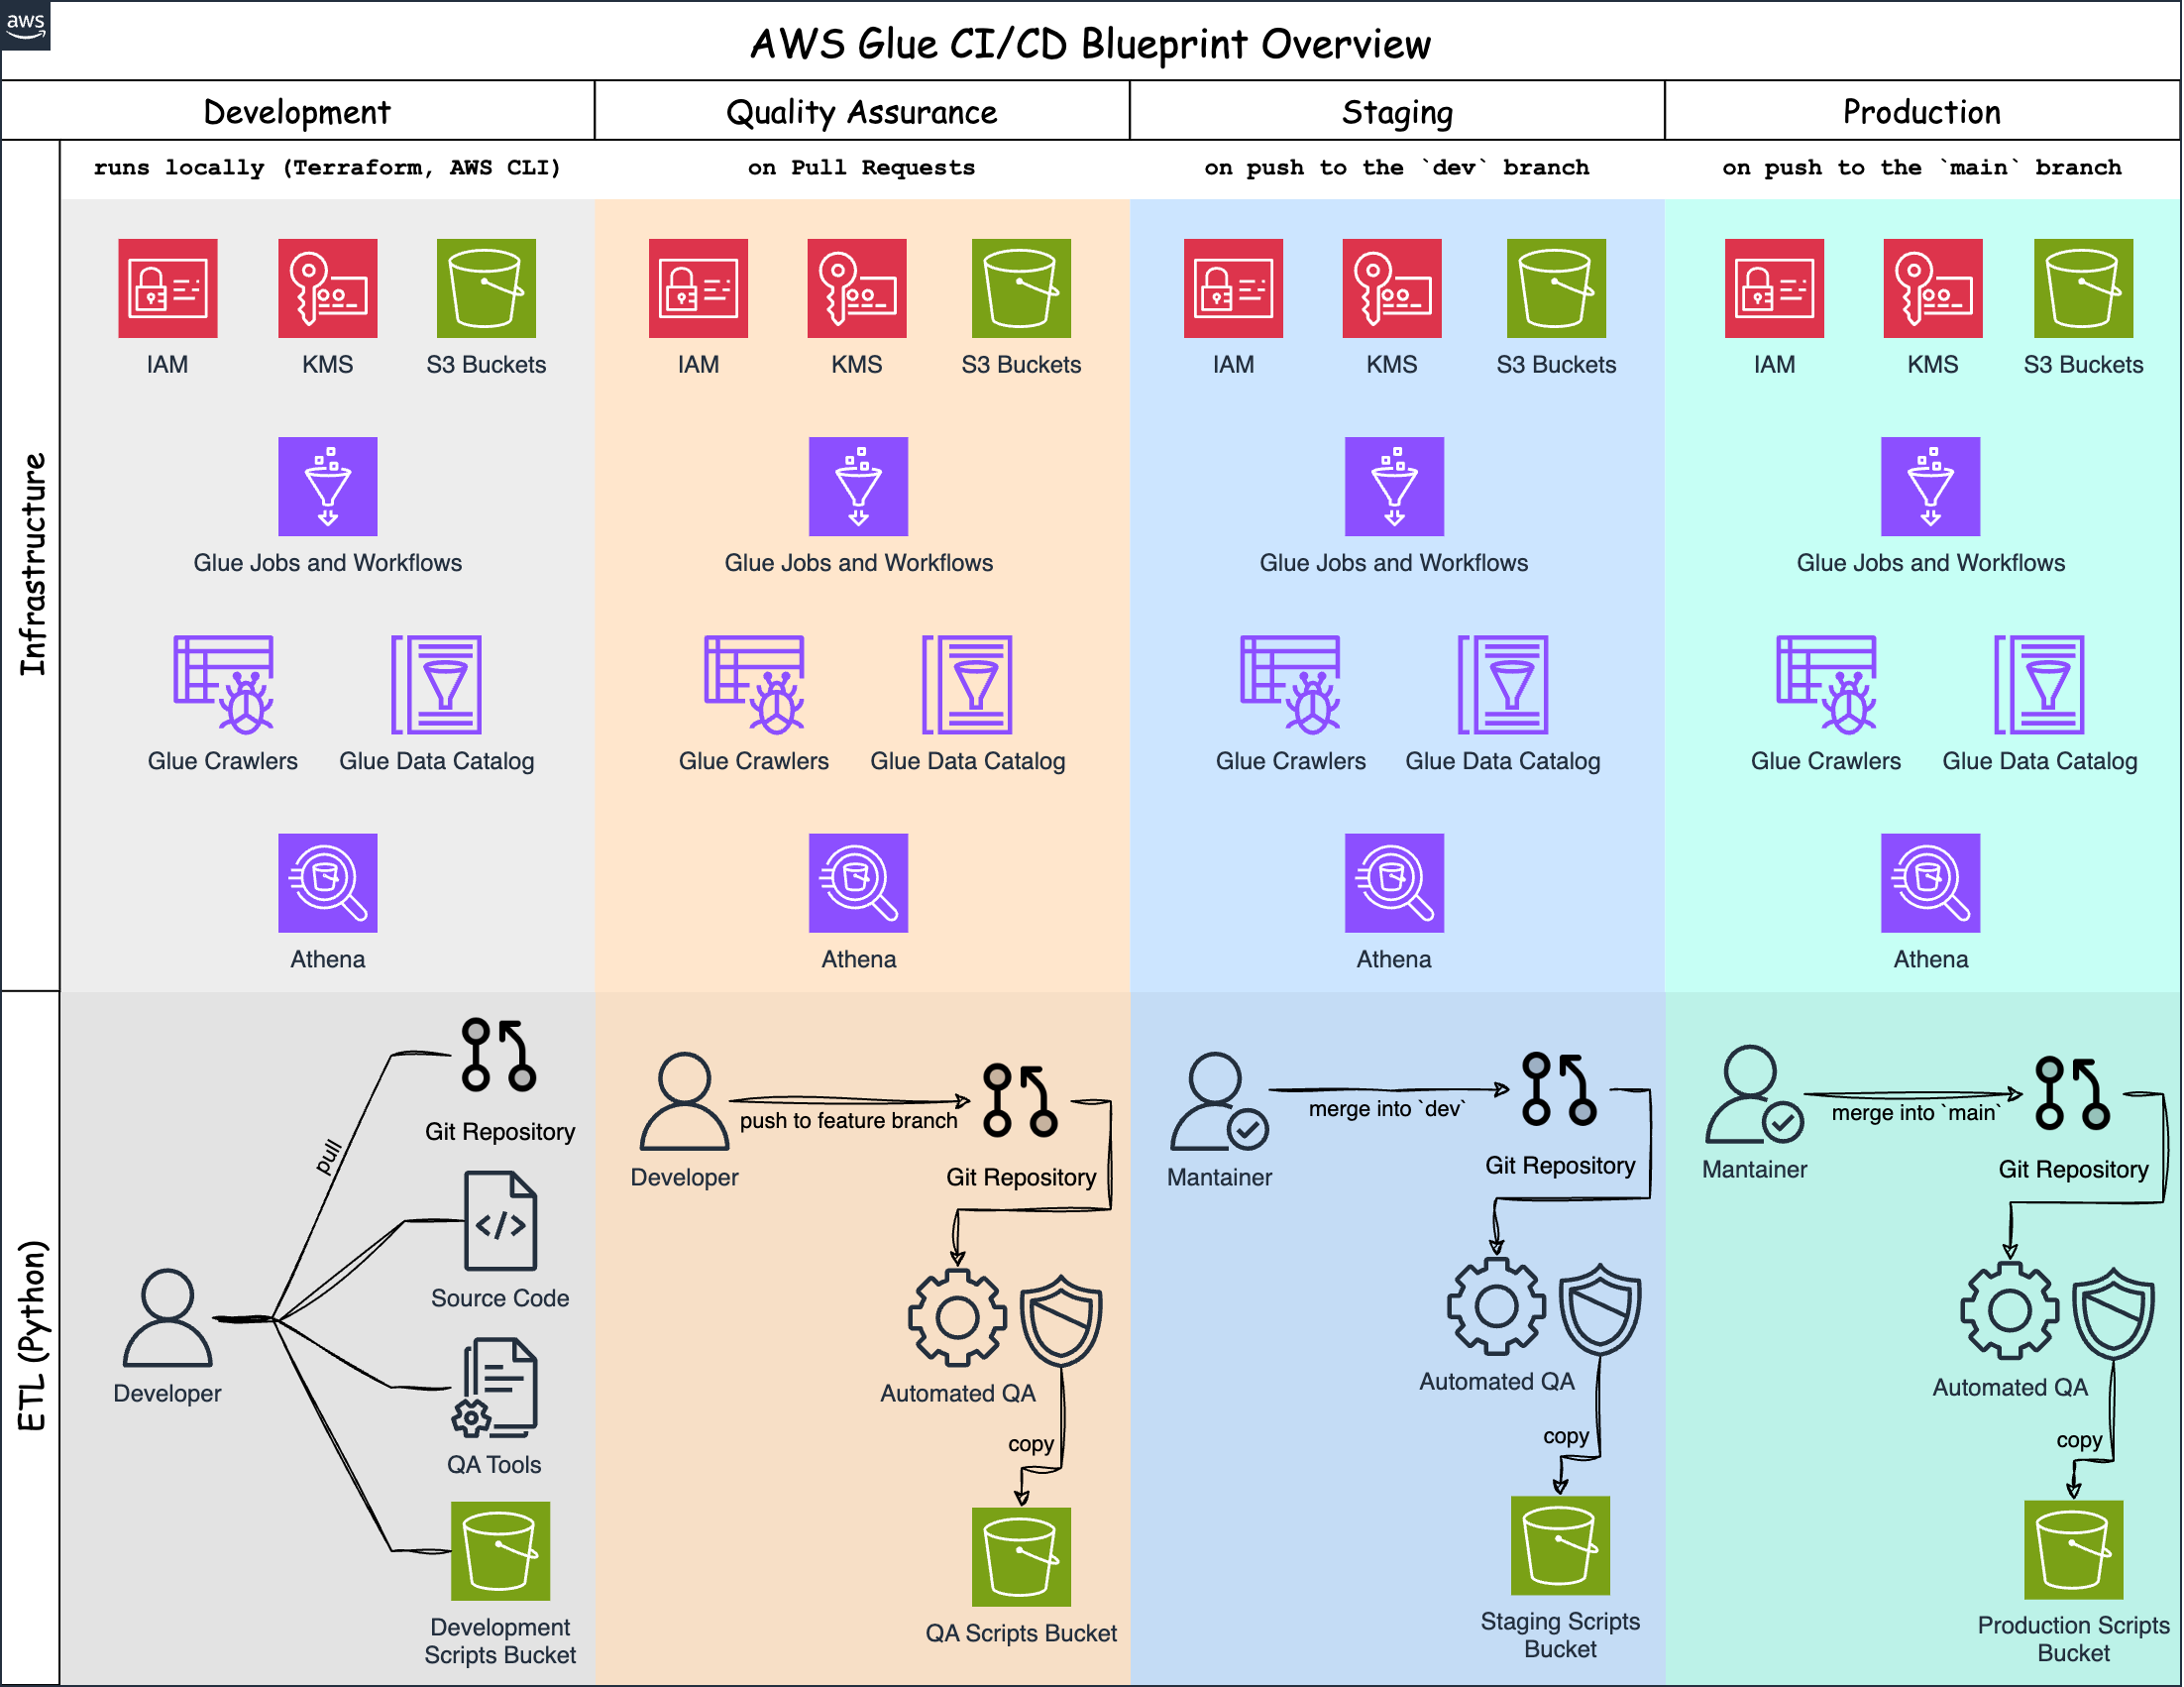 aws
AWS Glue CI/CD Blueprint Overview
Development
Quality Assurance
Staging
Production
Infrastructure
runs locally (Terraform, AWS CLI)
on Pull Requests
on push to the `dev` branch
on push to the `main` branch
IAM
KMS
S3 Buckets
IAM
KMS
S3 Buckets
IAM
KMS
S3 Buckets
IAM
KMS
S3 Buckets
Glue Jobs and Workflows
Glue Jobs and Workflows
Glue Jobs and Workflows
Glue Jobs and Workflows
Glue Crawlers
Glue Data Catalog
Glue Crawlers
Glue Data Catalog
Glue Crawlers
Glue Data Catalog
Glue Crawlers
Glue Data Catalog
Athena
Athena
Athena
Athena
ETL (Python)
Developer
pull
Git Repository
Source Code
QA Tools
Development
Scripts Bucket
Developer
push to feature branch
Git Repository
Automated QA
copy
QA Scripts Bucket
Mantainer
merge into `dev`
Git Repository
Automated QA
copy
Staging Scripts
Bucket
Mantainer
merge into `main`
Git Repository
Automated QA
copy
Production Scripts
Bucket